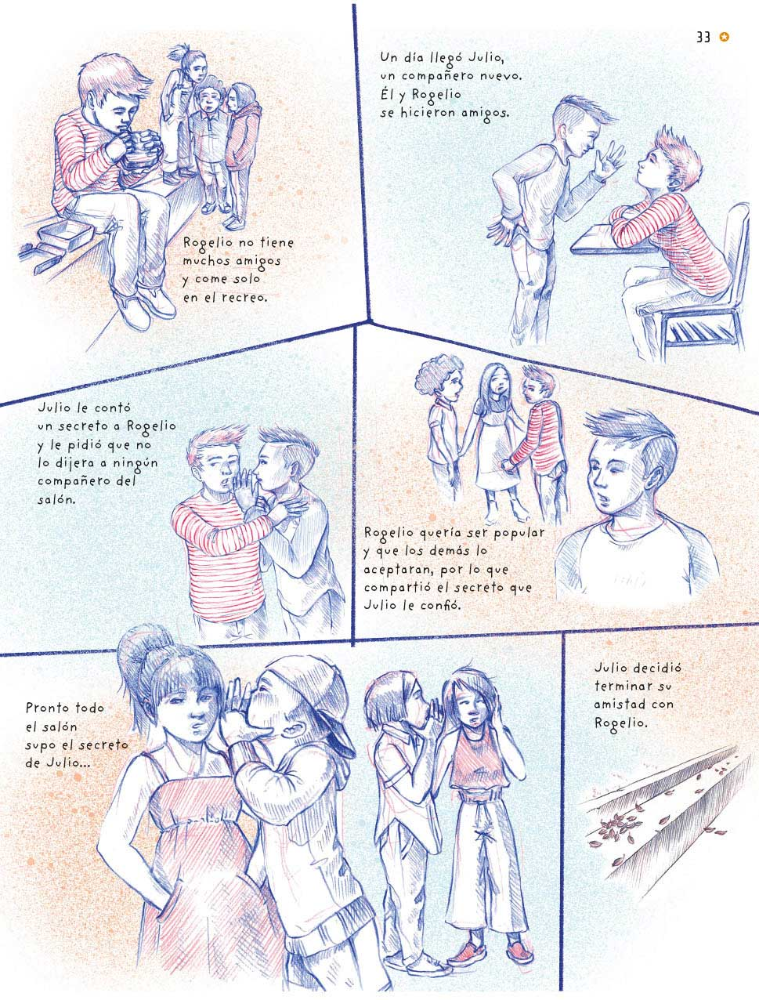 33
Rogelio no tiene
muchos amigos
y come solo
en el recreo.
Un día llegó Julio,
un compañero nuevo.
Él y Rogelio
se hicieron amigos.
Julio le contó
un secreto a Rogelio
y le pidió que no
lo dijera a ningún
compañero del
salón.
Rogelio quería ser popular
y que los demás lo
aceptaran, por lo que
compartió el secreto que
Julio le confió.
Pronto todo
el salón
supo el secreto
de Julio...
Julio decidió
terminar su
amistad con
Rogelio.